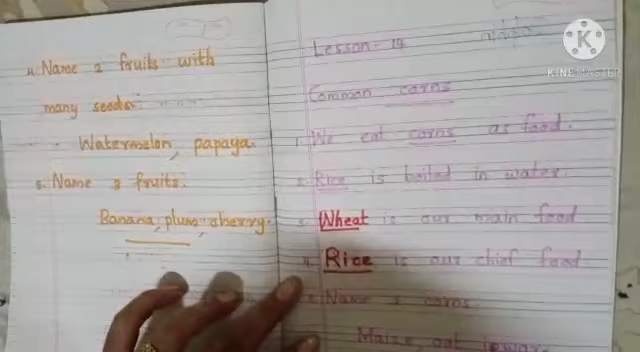 4. Name 2 fruits with
many seeds.
Watermelon, papaya.
5. Name 3 fruits.
Banana, plum, cherry.
Lesson - 19
Common corns
1. We eat corns as food.
2. Rice is boiled in water.
3. Wheat is our main food
4. Rice is our chief food.
5. Name 3 corns.
Maize, oat, jowar.
KINEMASTER